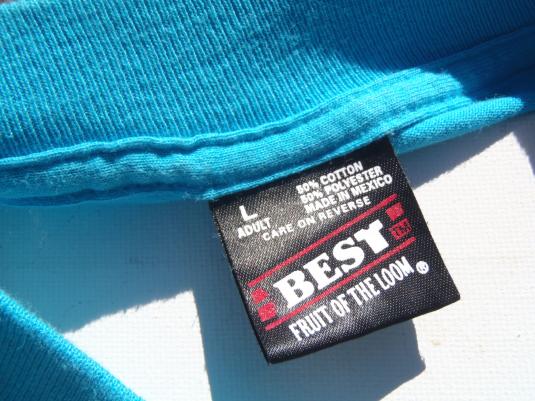 L
ADULT
50% COTTON
50% POLYESTER
MADE IN MEXICO
CARE ON REVERSE
BEST
FRUIT OF THE LOOM®